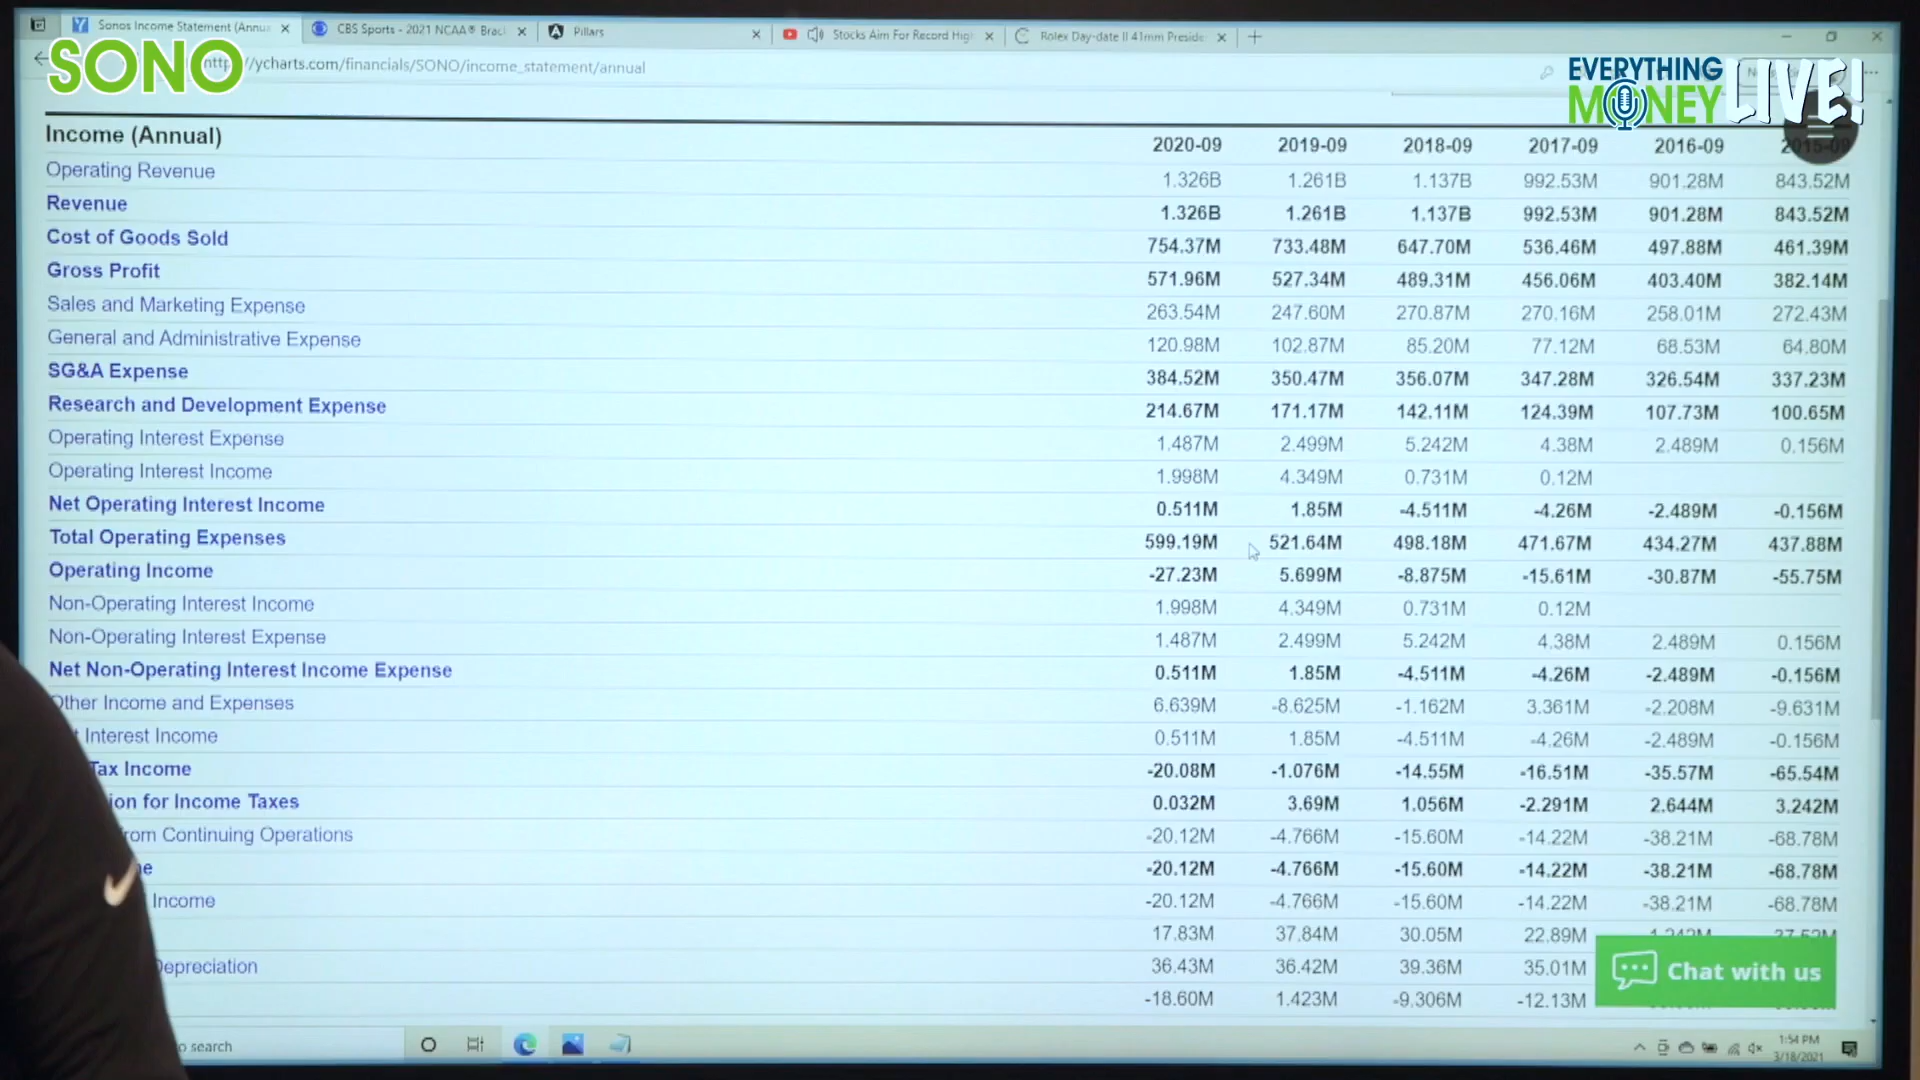 Sonos Income Statement (Annu
CBS Sports - 2021 NCAA® Brac
Pillars
Stocks Aim For Record Hig
Rolex Day-date II 41mm Preside
SONO
http://ycharts.com/financials/SONO/income_statement/annual
EVERYTHING
MONEY
LIVE!
Income (Annual) 2020-09 2019-09 2018-09 2017-09 2016-09 2015-09
Operating Revenue 1.326B 1.261B 1.137B 992.53M 901.28M 843.52M
Revenue 1.326B 1.261B 1.137B 992.53M 901.28M 843.52M
Cost of Goods Sold 754.37M 733.48M 647.70M 536.46M 497.88M 461.39M
Gross Profit 571.96M 527.34M 489.31M 456.06M 403.40M 382.14M
Sales and Marketing Expense 263.54M 247.60M 270.87M 270.16M 258.01M 272.43M
General and Administrative Expense 120.98M 102.87M 85.20M 77.12M 68.53M 64.80M
SG&A Expense 384.52M 350.47M 356.07M 347.28M 326.54M 337.23M
Research and Development Expense 214.67M 171.17M 142.11M 124.39M 107.73M 100.65M
Operating Interest Expense 1.487M 2.499M 5.242M 4.38M 2.489M 0.156M
Operating Interest Income 1.998M 4.349M 0.731M 0.12M
Net Operating Interest Income 0.511M 1.85M -4.511M -4.26M -2.489M -0.156M
Total Operating Expenses 599.19M 521.64M 498.18M 471.67M 434.27M 437.88M
Operating Income -27.23M 5.699M -8.875M -15.61M -30.87M -55.75M
Non-Operating Interest Income 1.998M 4.349M 0.731M 0.12M
Non-Operating Interest Expense 1.487M 2.499M 5.242M 4.38M 2.489M 0.156M
Net Non-Operating Interest Income Expense 0.511M 1.85M -4.511M -4.26M -2.489M -0.156M
Other Income and Expenses 6.639M -8.625M -1.162M 3.361M -2.208M -9.631M
t Interest Income 0.511M 1.85M -4.511M -4.26M -2.489M -0.156M
Tax Income -20.08M -1.076M -14.55M -16.51M -35.57M -65.54M
ion for Income Taxes 0.032M 3.69M 1.056M -2.291M 2.644M 3.242M
rom Continuing Operations -20.12M -4.766M -15.60M -14.22M -38.21M -68.78M
e -20.12M -4.766M -15.60M -14.22M -38.21M -68.78M
Income -20.12M -4.766M -15.60M -14.22M -38.21M -68.78M
17.83M 37.84M 30.05M 22.89M
Depreciation 36.43M 36.42M 39.36M 35.01M
-18.60M 1.423M -9.306M -12.13M
Chat with us
o search
1:54 PM
3/18/2021